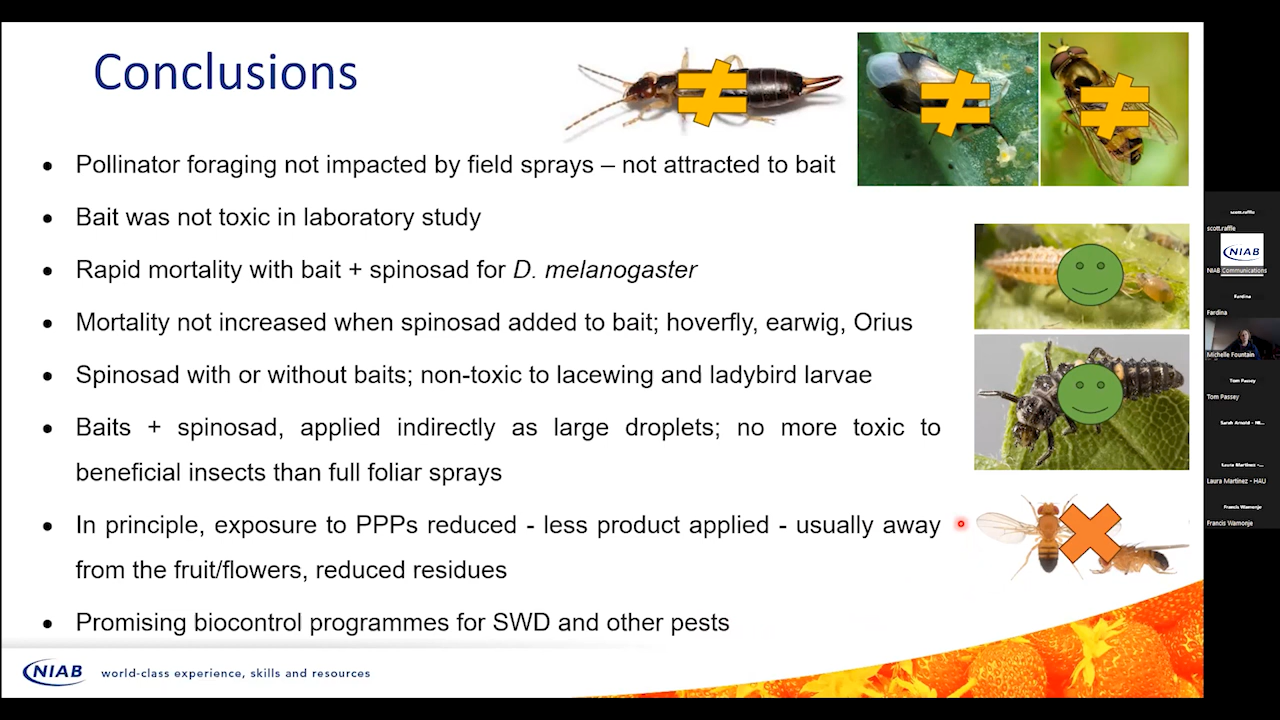 Conclusions
• Pollinator foraging not impacted by field sprays – not attracted to bait
• Bait was not toxic in laboratory study
• Rapid mortality with bait + spinosad for D. melanogaster
• Mortality not increased when spinosad added to bait; hoverfly, earwig, Orius
• Spinosad with or without baits; non-toxic to lacewing and ladybird larvae
• Baits + spinosad, applied indirectly as large droplets; no more toxic to
beneficial insects than full foliar sprays
• In principle, exposure to PPPs reduced - less product applied - usually away
from the fruit/flowers, reduced residues
• Promising biocontrol programmes for SWD and other pests
NIAB world-class experience, skills and resources
scott.raffle
scott.raffle
NIAB
NIAB Communications
Fardina
Fardina
Michelle Fountain
Tom Passey
Tom Passey
Sarah Arnold - NI...
Laura Martinez -...
Laura Martinez - HAU
Francis Wamonje
Francis Wamonje